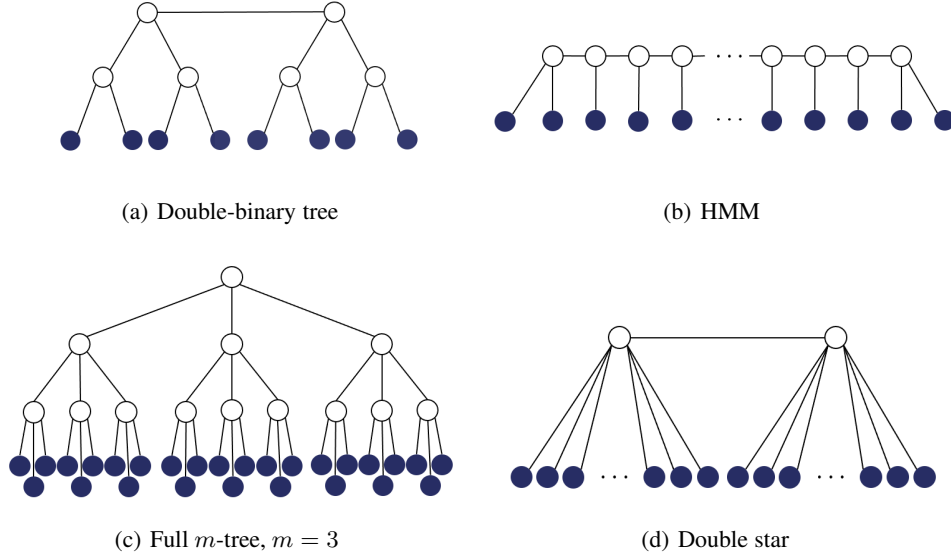 . . .
. . .
(a) Double-binary tree
(b) HMM
(c) Full m-tree, m = 3
. . .
. . .
(d) Double star